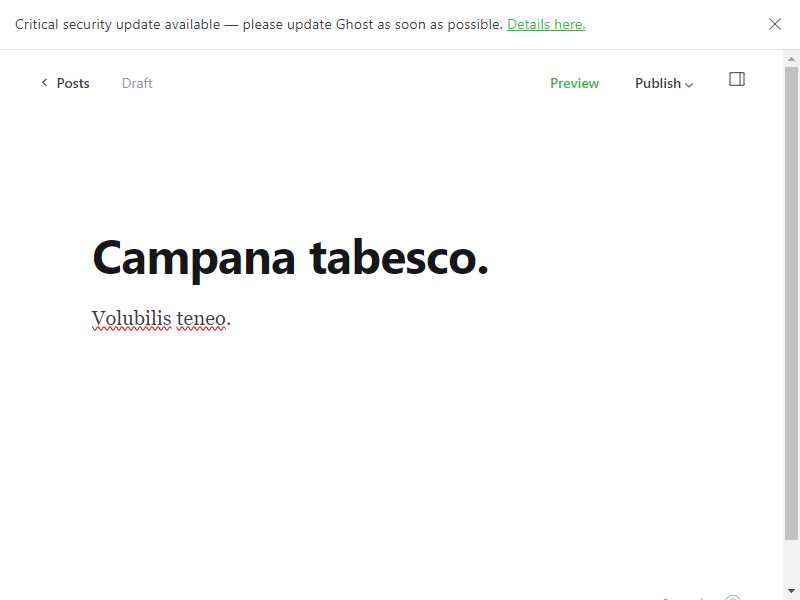 Critical security update available — please update Ghost as soon as possible. Details here.
Posts
Draft
Preview
Publish
Campana tabesco.
Volubilis teneo.